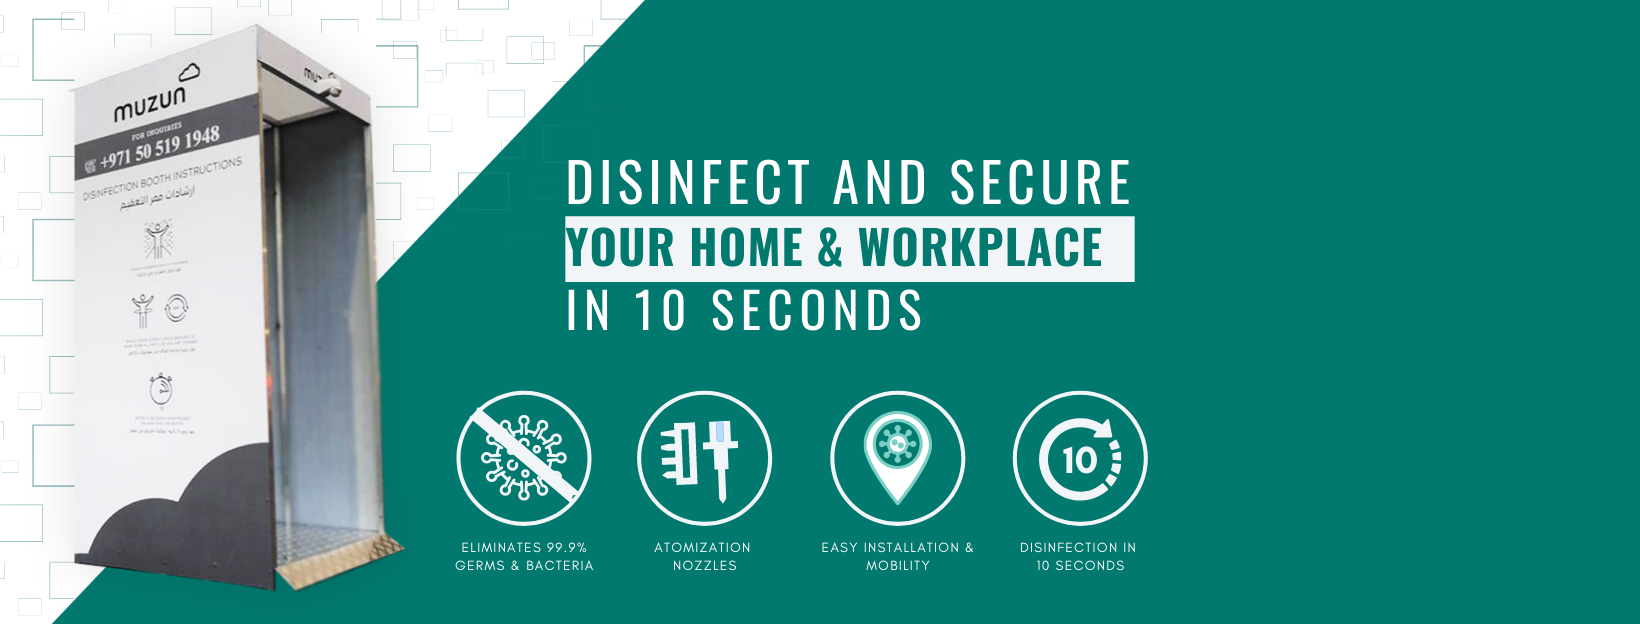 muzun
FOR INQUIRIES
+971 50 519 1948
DISINFECTION BOOTH INSTRUCTIONS
ارشادات ممر التعقيم
DISINFECT AND SECURE
YOUR HOME & WORKPLACE
IN 10 SECONDS
10
ELIMINATES 99.9%
GERMS & BACTERIA
ATOMIZATION
NOZZLES
EASY INSTALLATION &
MOBILITY
DISINFECTION IN
10 SECONDS